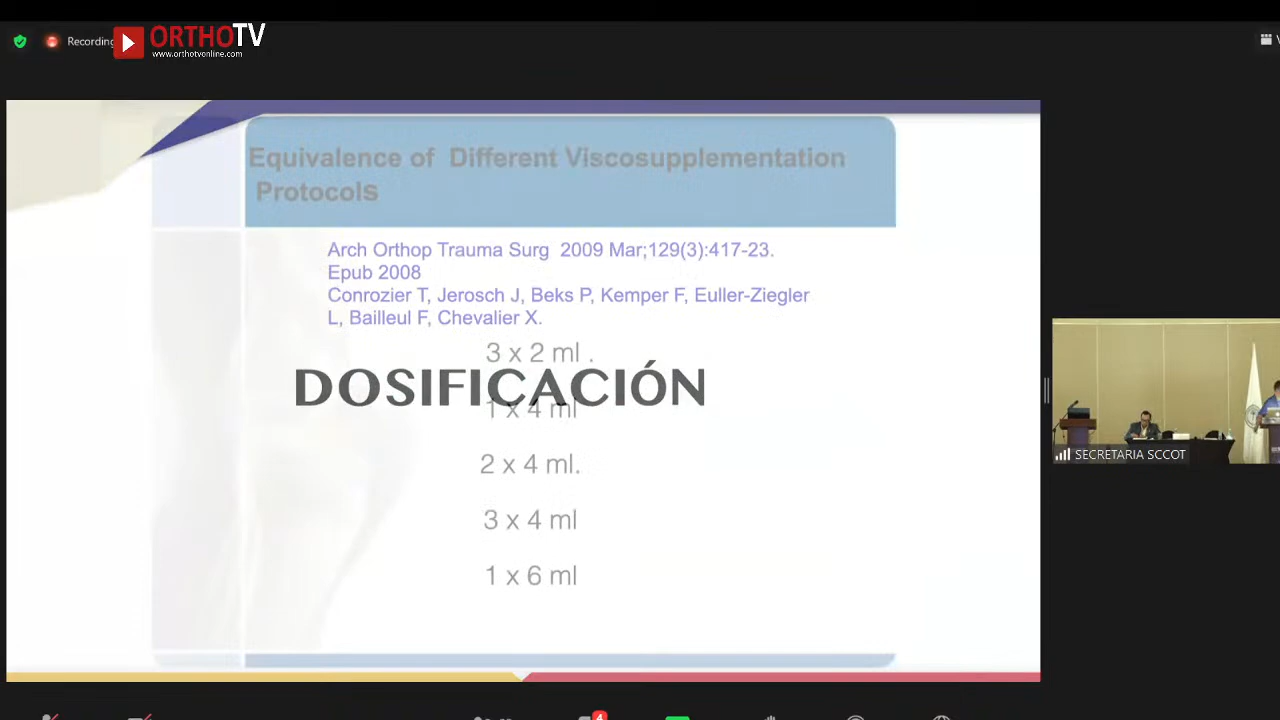 Recording
ORTHOTV
www.orthotvonline.com
Equivalence of Different Viscosupplementation
Protocols
Arch Orthop Trauma Surg 2009 Mar;129(3):417-23.
Epub 2008
Conrozier T, Jerosch J, Beks P, Kemper F, Euller-Ziegler
L, Bailleul F, Chevalier X.
3 x 2 ml .
DOSIFICACIÓN
1 x 4 ml
2 x 4 ml.
3 x 4 ml
1 x 6 ml
SECRETARIA SCCOT
4